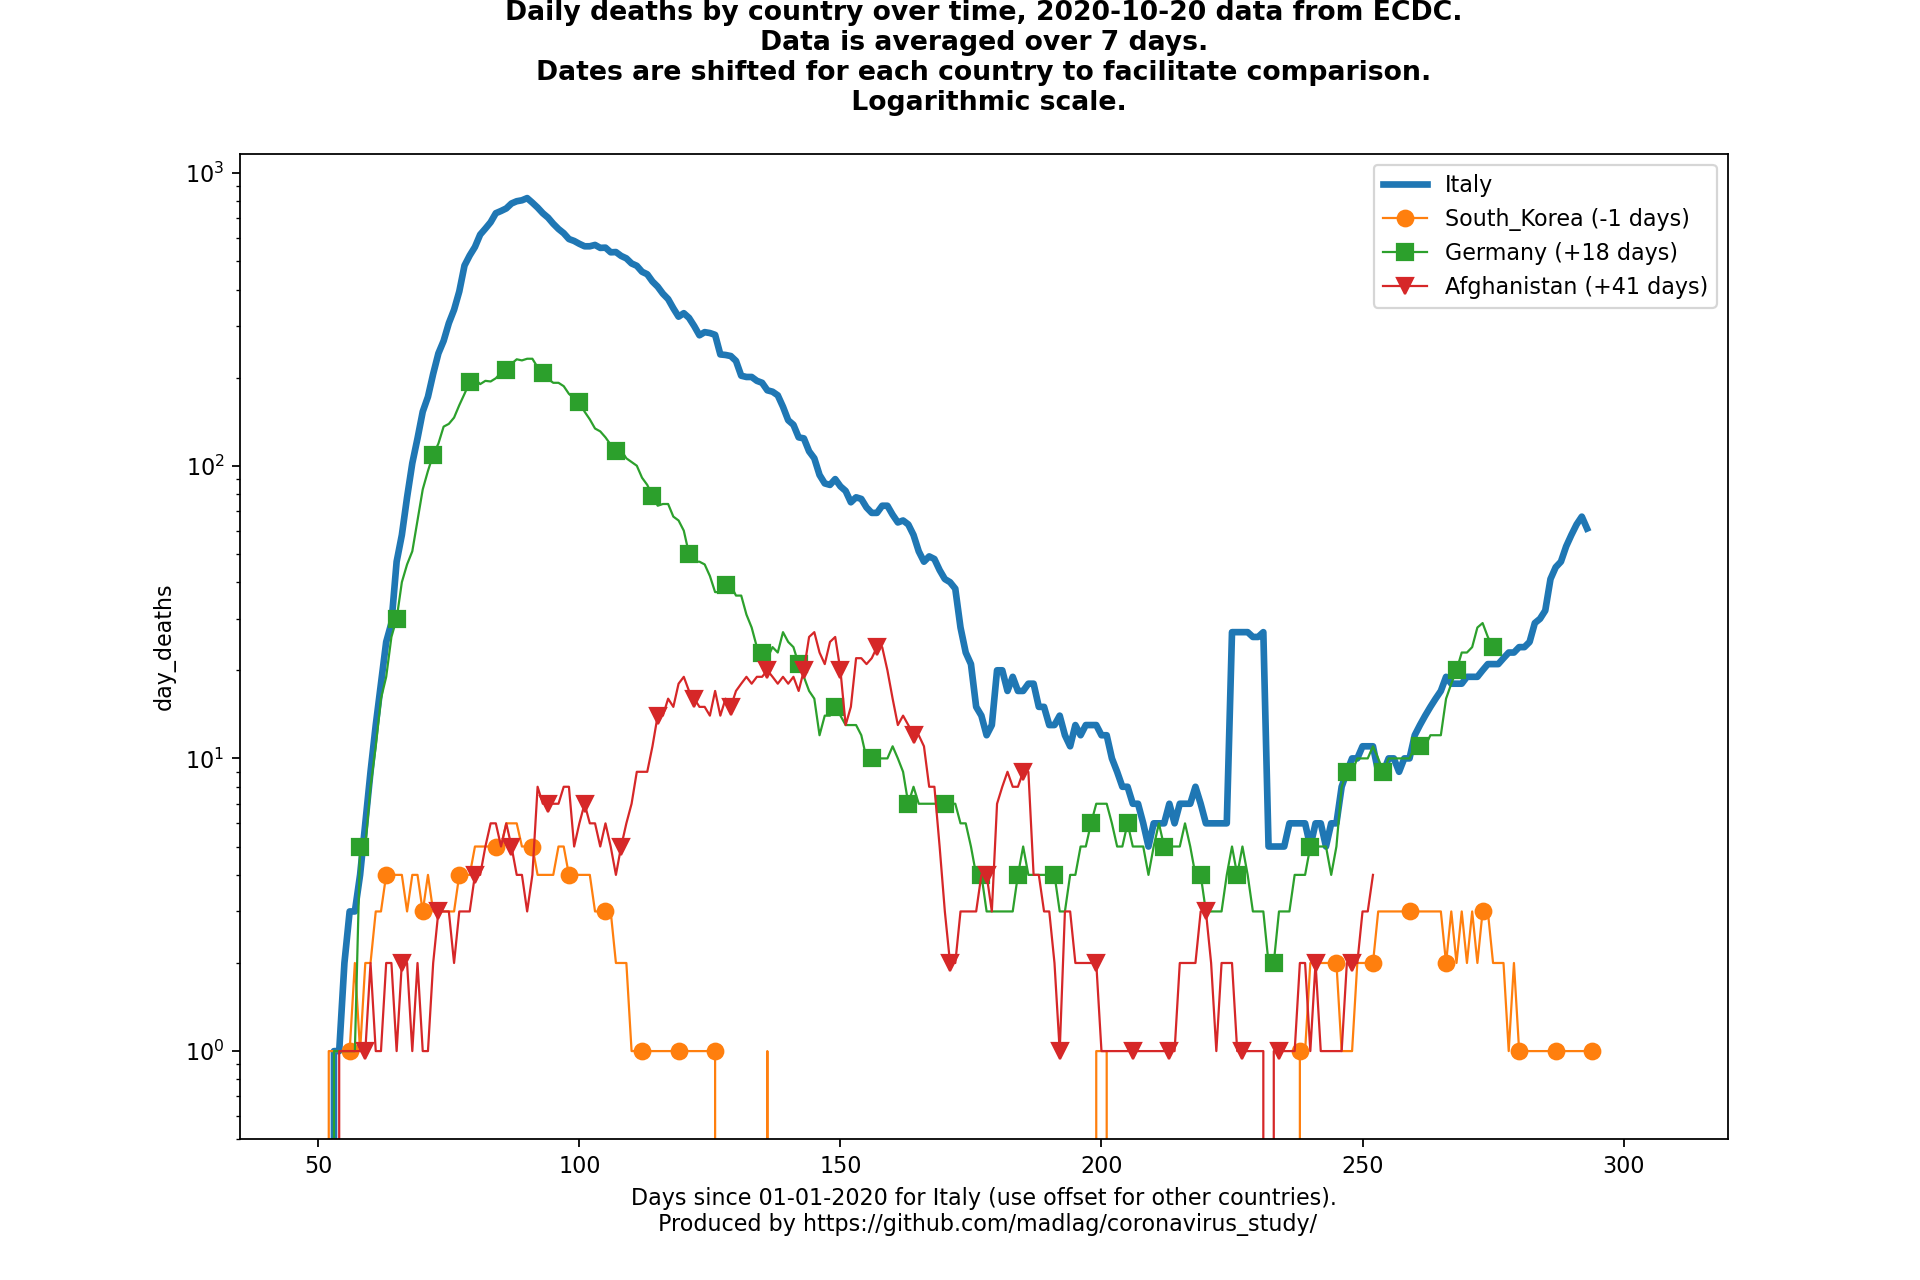 Daily deaths by country over time, 2020-10-20 data from ECDC.
Data is averaged over 7 days.
Dates are shifted for each country to facilitate comparison.
Logarithmic scale.
10³
10²
10¹
10⁰
day_deaths
Italy
South_Korea (-1 days)
Germany (+18 days)
Afghanistan (+41 days)
50 100 150 200 250 300
Days since 01-01-2020 for Italy (use offset for other countries).
Produced by https://github.com/madlag/coronavirus_study/